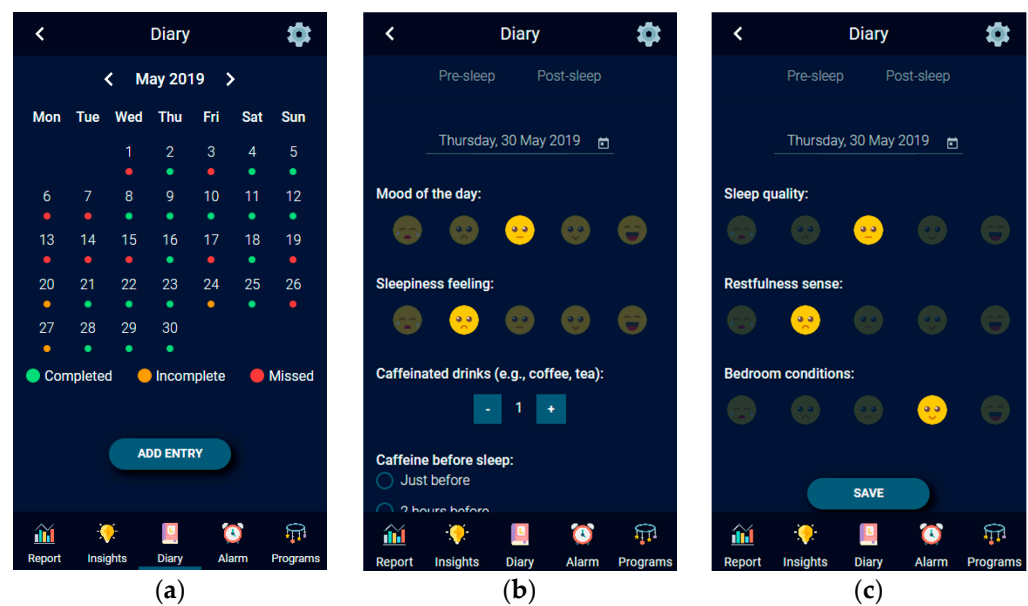 Diary
May 2019
Mon Tue Wed Thu Fri Sat Sun
1 2 3 4 5
6 7 8 9 10 11 12
13 14 15 16 17 18 19
20 21 22 23 24 25 26
27 28 29 30
Completed Incomplete Missed
ADD ENTRY
Report Insights Diary Alarm Programs
(a)
Diary
Pre-sleep Post-sleep
Thursday, 30 May 2019
Mood of the day:
Sleepiness feeling:
Caffeinated drinks (e.g., coffee, tea):
- 1 +
Caffeine before sleep:
Just before
2 hours before
Report Insights Diary Alarm Programs
(b)
Diary
Pre-sleep Post-sleep
Thursday, 30 May 2019
Sleep quality:
Restfulness sense:
Bedroom conditions:
SAVE
Report Insights Diary Alarm Programs
(c)